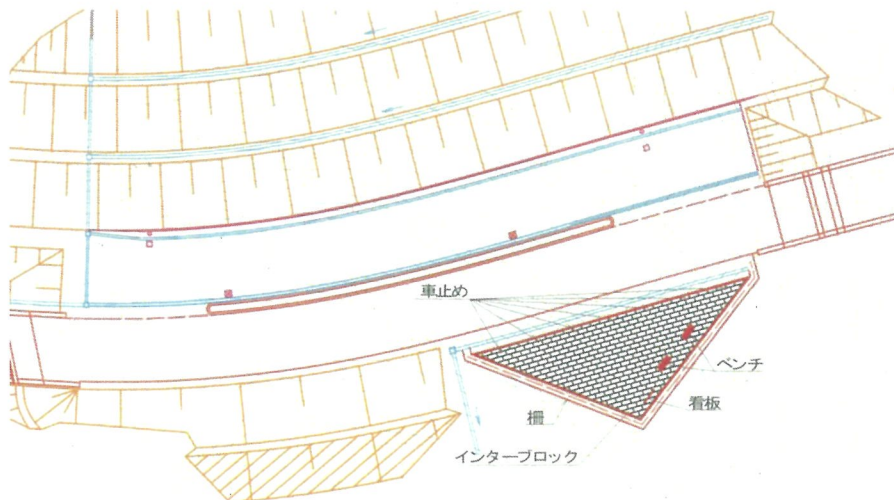 車止め
ベンチ
看板
柵
インターブロック